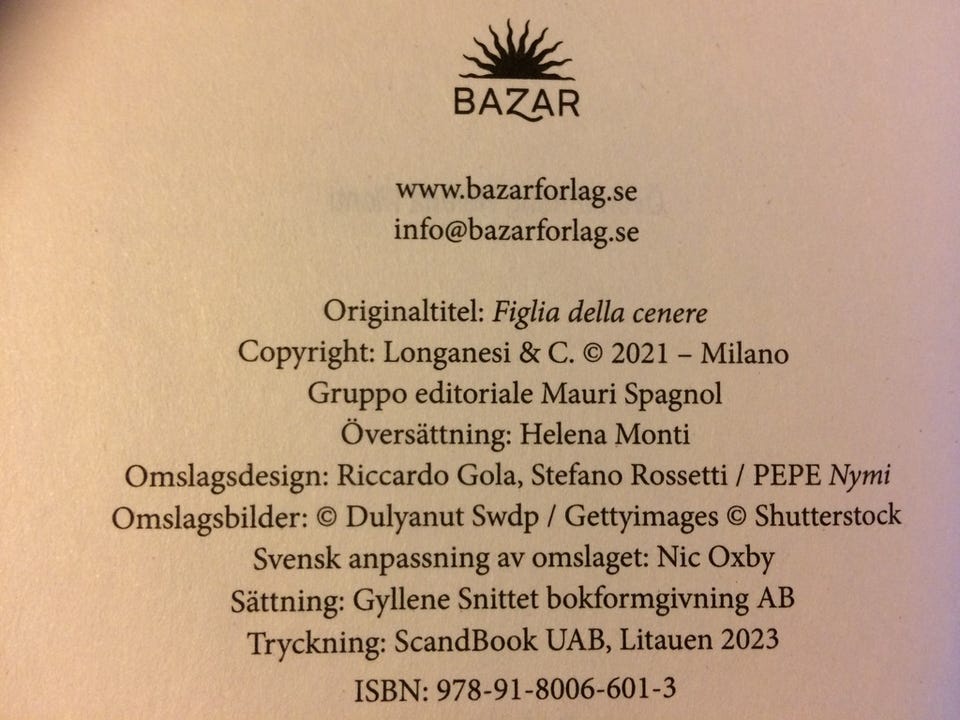 BAZAR
www.bazarforlag.se
info@bazarforlag.se
Originaltitel: Figlia della cenere
Copyright: Longanesi & C. © 2021 – Milano
Gruppo editoriale Mauri Spagnol
Översättning: Helena Monti
Omslagsdesign: Riccardo Gola, Stefano Rossetti / PEPE Nymi
Omslagsbilder: © Dulyanut Swdp / Gettyimages © Shutterstock
Svensk anpassning av omslaget: Nic Oxby
Sättning: Gyllene Snittet bokformgivning AB
Tryckning: ScandBook UAB, Litauen 2023
ISBN: 978-91-8006-601-3